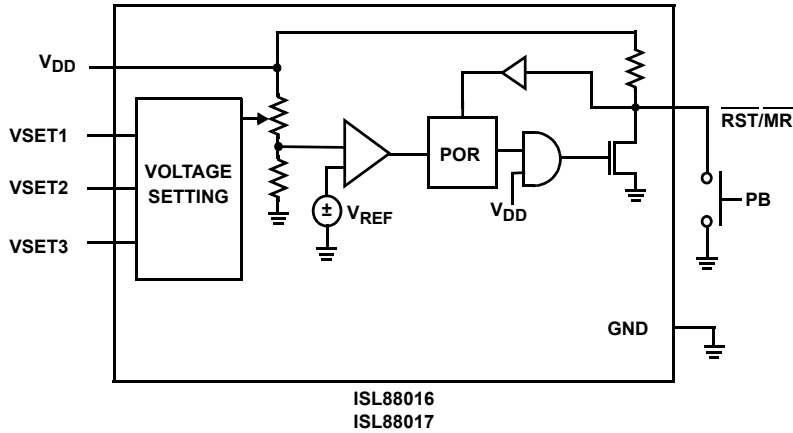 VDD
VSET1
VSET2
VSET3
VOLTAGE
SETTING
±
VREF
POR
VDD
RST/MR
PB
GND
ISL88016
ISL88017